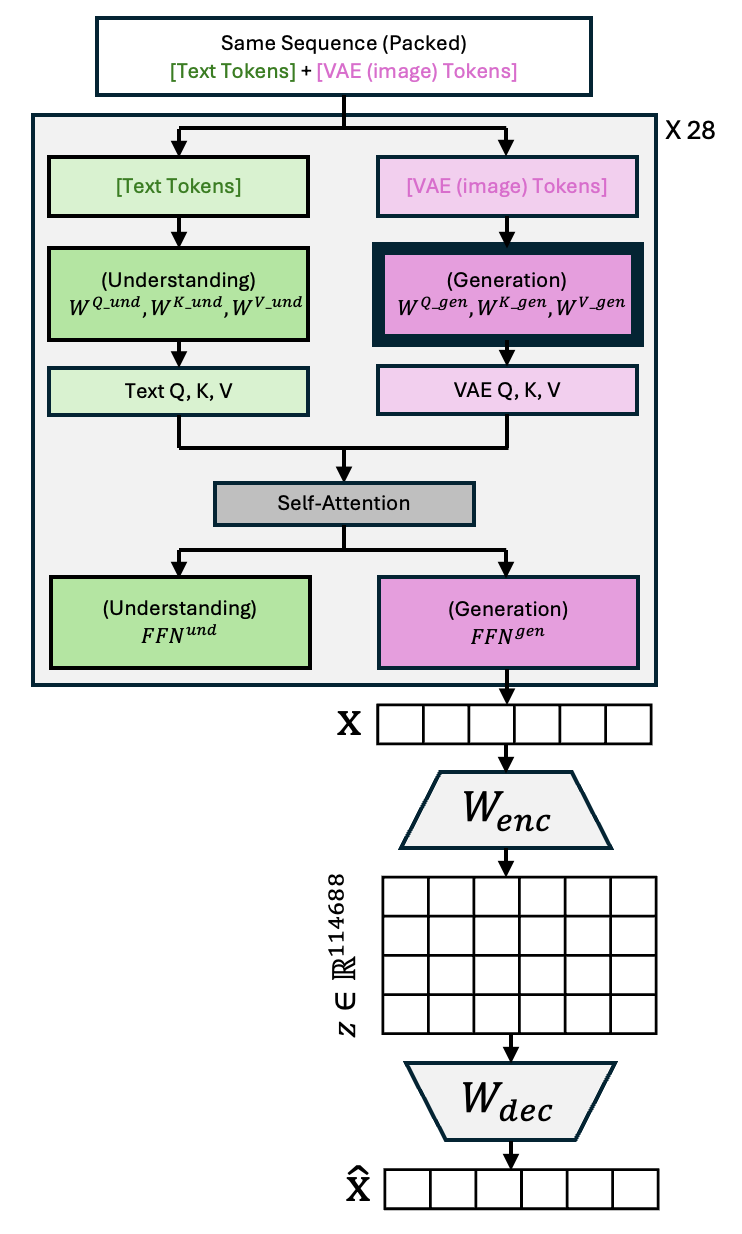 Same Sequence (Packed)
[Text Tokens] + [VAE (image) Tokens]
X 28
[Text Tokens]
[VAE (image) Tokens]
(Understanding)
W^{Q_und}, W^{K_und}, W^{V_und}
(Generation)
W^{Q_gen}, W^{K_gen}, W^{V_gen}
Text Q, K, V
VAE Q, K, V
Self-Attention
(Understanding)
FFN^{und}
(Generation)
FFN^{gen}
x
W_{enc}
z ∈ ℝ^{114688}
W_{dec}
x̂